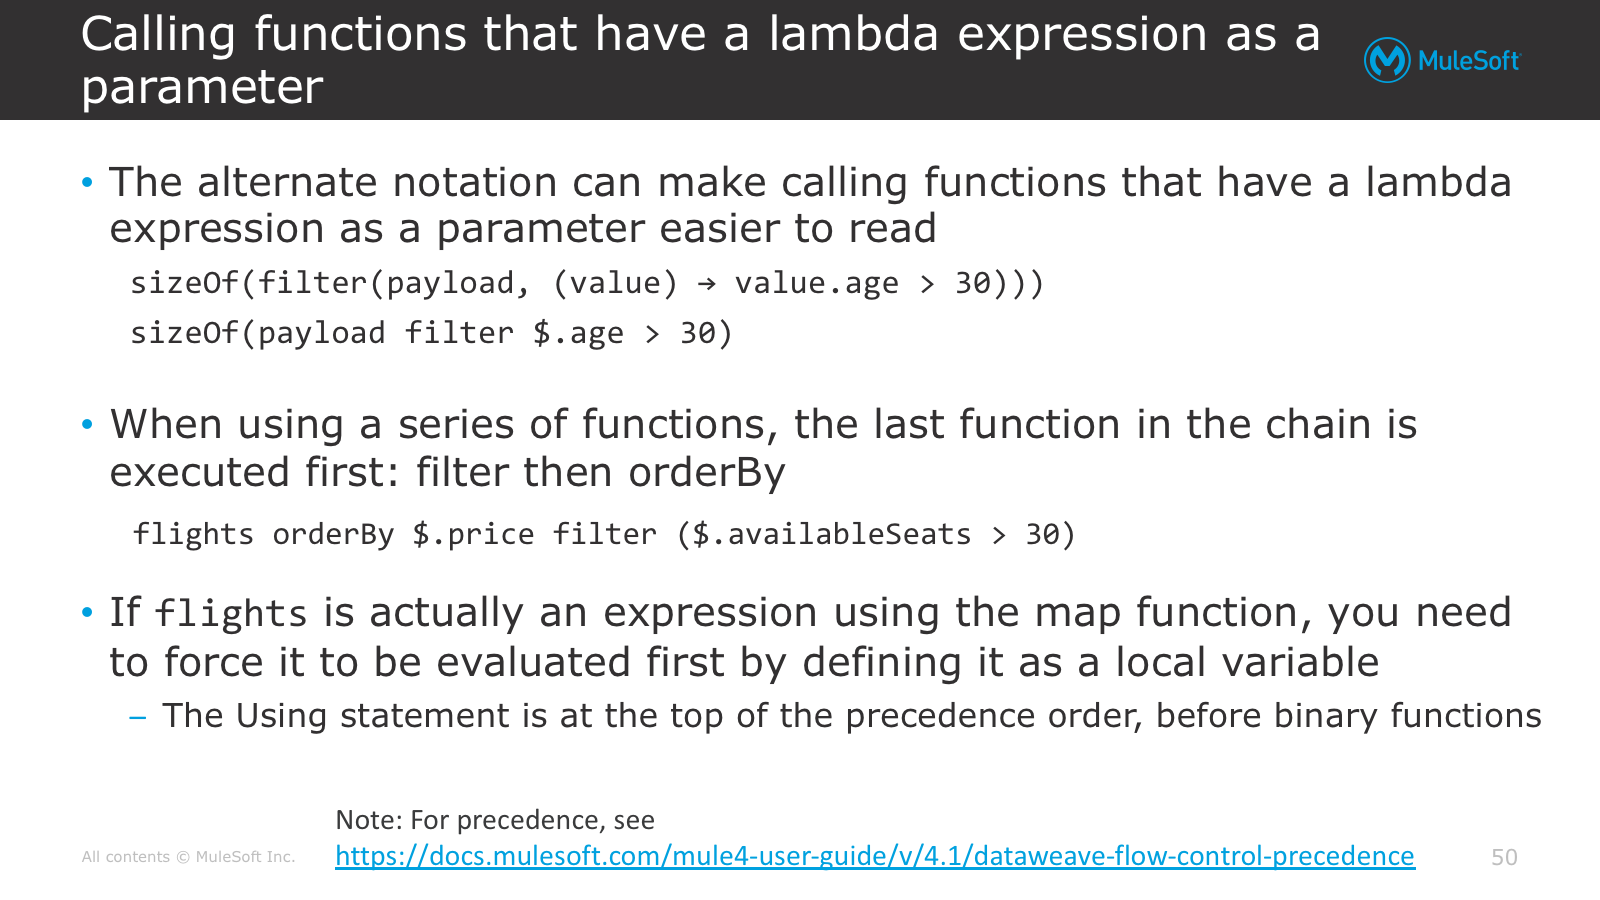 Calling functions that have a lambda expression as a
parameter
MuleSoft
• The alternate notation can make calling functions that have a lambda
expression as a parameter easier to read
sizeOf(filter(payload, (value) → value.age > 30)))
sizeOf(payload filter $.age > 30)
• When using a series of functions, the last function in the chain is
executed first: filter then orderBy
flights orderBy $.price filter ($.availableSeats > 30)
• If flights is actually an expression using the map function, you need
to force it to be evaluated first by defining it as a local variable
– The Using statement is at the top of the precedence order, before binary functions
Note: For precedence, see
https://docs.mulesoft.com/mule4-user-guide/v/4.1/dataweave-flow-control-precedence
All contents © MuleSoft Inc.
50